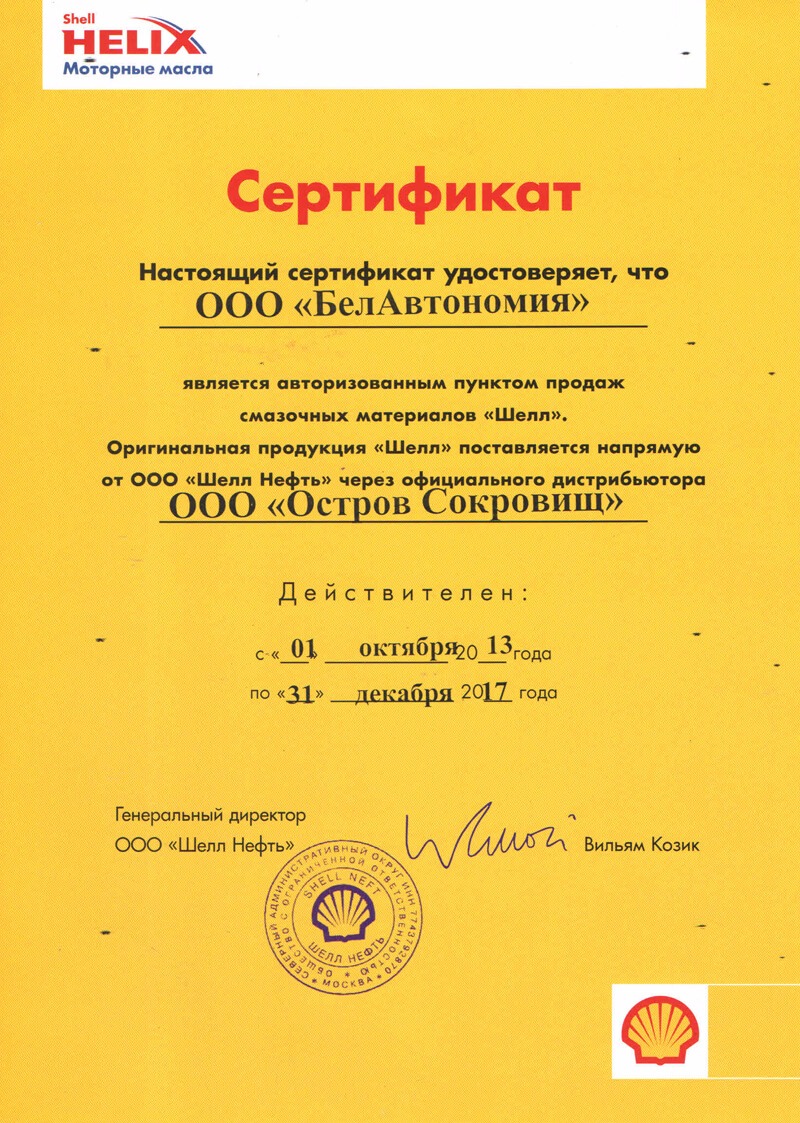 Shell
HELIX
Моторные масла
Сертификат
Настоящий сертификат удостоверяет, что
ООО «БелАвтономия»
является авторизованным пунктом продаж
смазочных материалов «Шелл».
Оригинальная продукция «Шелл» поставляется напрямую
от ООО «Шелл Нефть» через официального дистрибьютора
ООО «Остров Сокровищ»
Действителен:
с «01» октября 2013 года
по «31» декабря 2017 года
Генеральный директор
ООО «Шелл Нефть»
Вильям Козик
СЕВЕРНЫЙ АДМИНИСТРАТИВНЫЙ ОКРУГ ИНН 7743792870
* МОСКВА *
ОБЩЕСТВО С ОГРАНИЧЕННОЙ ОТВЕТСТВЕННОСТЬЮ *
SHELL NEFT
ШЕЛЛ НЕФТЬ